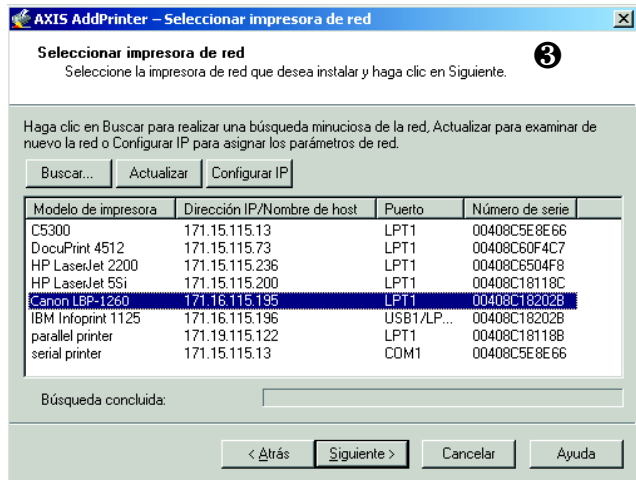 AXIS AddPrinter – Seleccionar impresora de red
Seleccionar impresora de red
❸
Seleccione la impresora de red que desea instalar y haga clic en Siguiente.
Haga clic en Buscar para realizar una búsqueda minuciosa de la red, Actualizar para examinar de
nuevo la red o Configurar IP para asignar los parámetros de red.
Buscar... Actualizar Configurar IP
Modelo de impresora Dirección IP/Nombre de host Puerto Número de serie
C5300 171.15.115.13 LPT1 00408C5E8E66
DocuPrint 4512 171.15.115.73 LPT1 00408C60F4C7
HP LaserJet 2200 171.15.115.236 LPT1 00408C6504F8
HP LaserJet 5Si 171.15.115.200 LPT1 00408C18118C
Canon LBP-1260 171.16.115.195 LPT1 00408C18202B
IBM Infoprint 1125 171.16.115.196 USB1/LP... 00408C18202B
parallel printer 171.19.115.122 LPT1 00408C18118B
serial printer 171.15.115.13 COM1 00408C5E8E66
Búsqueda concluida:
< Atrás Siguiente > Cancelar Ayuda